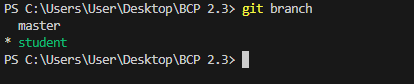 PS C:\Users\User\Desktop\BCP 2.3> git branch
  master
* student
PS C:\Users\User\Desktop\BCP 2.3>